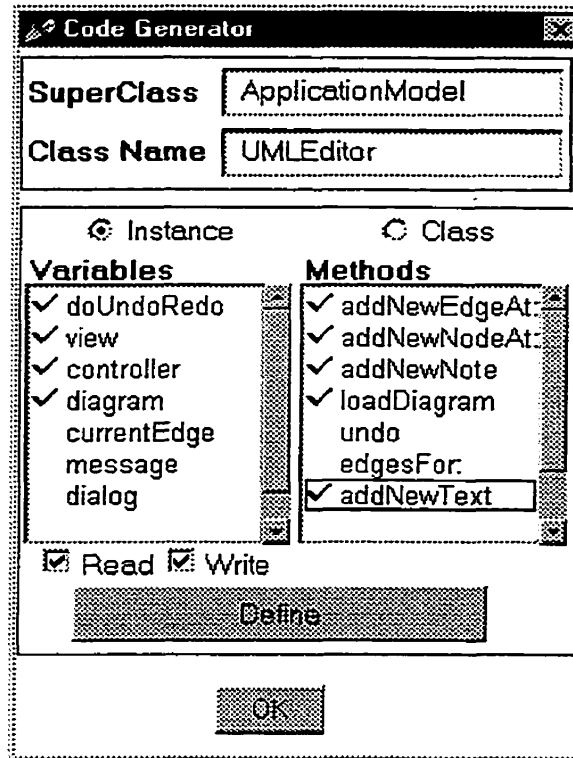 Code Generator
SuperClass ApplicationModel
Class Name UMLEditor
Instance Class
Variables Methods
doUndoRedo addNewEdgeAt:
view addNewNodeAt:
controller addNewNote
diagram loadDiagram
currentEdge undo
message edgesFor:
dialog addNewText
Read Write
Define
OK